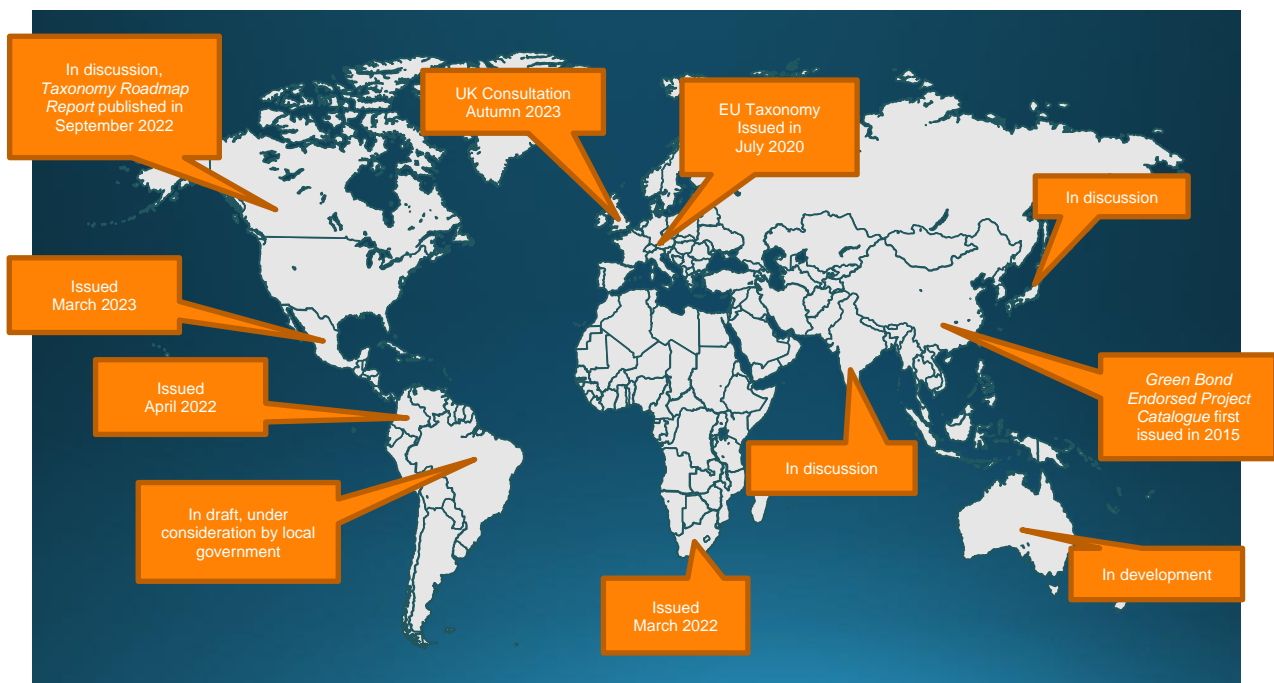 In discussion,
Taxonomy Roadmap
Report published in
September 2022
UK Consultation
Autumn 2023
EU Taxonomy
Issued in
July 2020
In discussion
Issued
March 2023
Issued
April 2022
Green Bond
Endorsed Project
Catalogue first
issued in 2015
In discussion
In draft, under
consideration by local
government
In development
Issued
March 2022